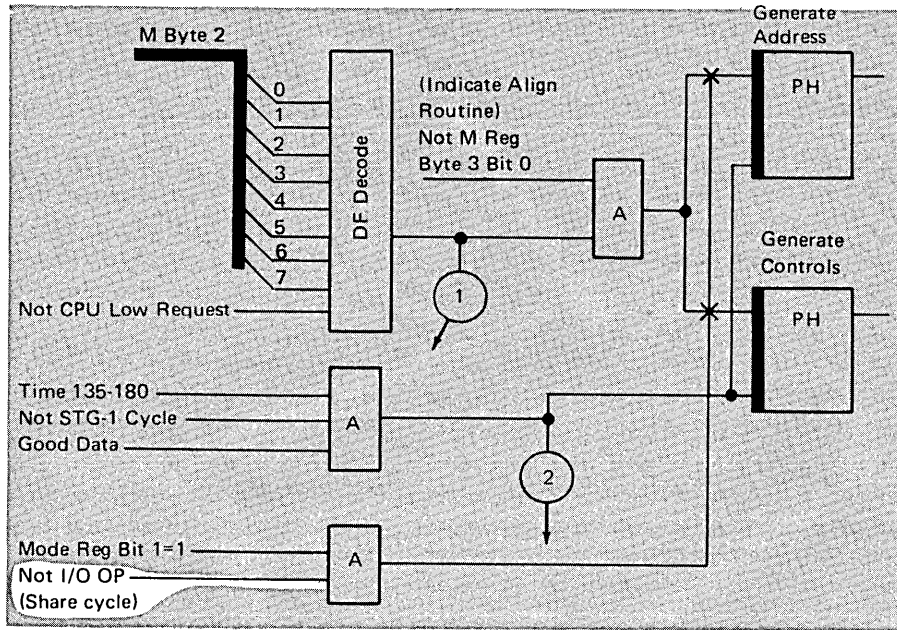 M Byte 2
0
1
2
3
4
5
6
7
DF Decode
Not CPU Low Request
(Indicate Align
Routine)
Not M Reg
Byte 3 Bit 0
A
1
Generate
Address
PH
Generate
Controls
PH
Time 135-180
Not STG-1 Cycle
Good Data
A
2
Mode Reg Bit 1=1
Not I/O OP
(Share cycle)
A